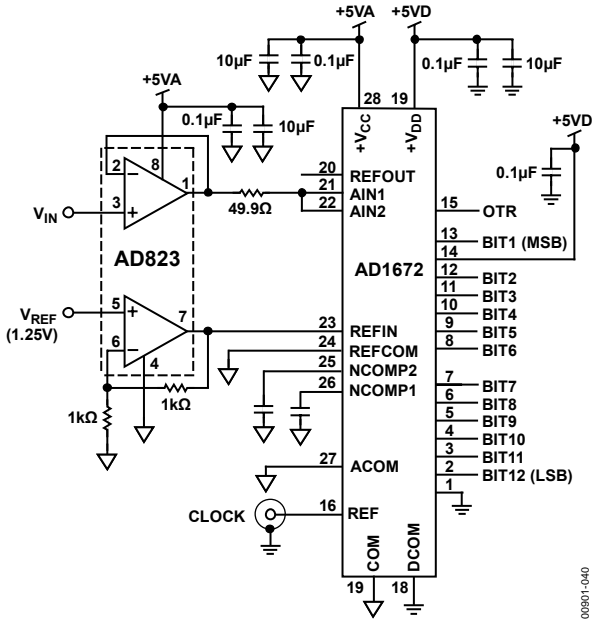 +5VA
+5VD
10µF
0.1µF
0.1µF
10µF
+5VA
28
19
+5VD
0.1µF
10µF
+VCC
+VDD
0.1µF
2
8
1
20
REFOUT
21
AIN1
22
AIN2
49.9Ω
VIN
3
15
OTR
13
BIT1 (MSB)
14
AD823
AD1672
12
BIT2
11
BIT3
10
BIT4
9
BIT5
8
BIT6
VREF
(1.25V)
5
7
6
4
23
REFIN
24
REFCOM
25
NCOMP2
26
NCOMP1
1kΩ
1kΩ
7
BIT7
6
BIT8
5
BIT9
4
BIT10
3
BIT11
2
BIT12 (LSB)
1
27
ACOM
CLOCK
16
REF
COM
DCOM
19
18
00901-040